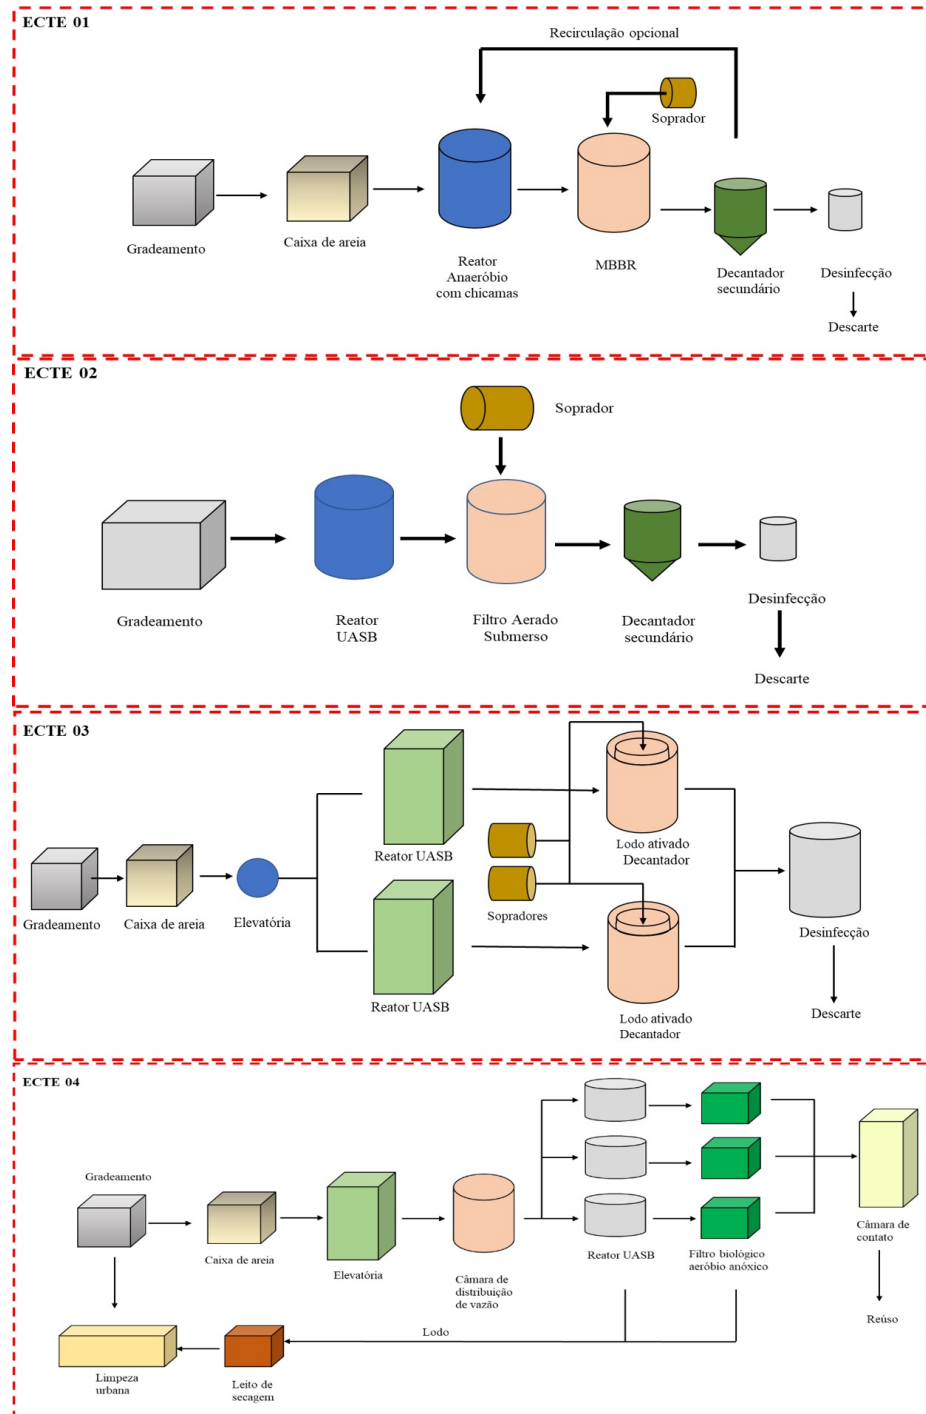 ECTE 01
Recirculação opcional
Soprador
Gradeamento
Caixa de areia
Reator
Anaeróbio
com chicamas
MBBR
Decantador
secundário
Desinfecção
Descarte
ECTE 02
Soprador
Gradeamento
Reator
UASB
Filtro Aerado
Submerso
Decantador
secundário
Desinfecção
Descarte
ECTE 03
Gradeamento
Caixa de areia
Elevatória
Reator UASB
Reator UASB
Sopradores
Lodo ativado
Decantador
Lodo ativado
Decantador
Desinfecção
Descarte
ECTE 04
Gradeamento
Caixa de areia
Elevatória
Câmara de
distribuição
de vazão
Reator UASB
Filtro biológico
aeróbio anóxico
Câmara de
contato
Reúso
Lodo
Limpeza
urbana
Leito de
secagem